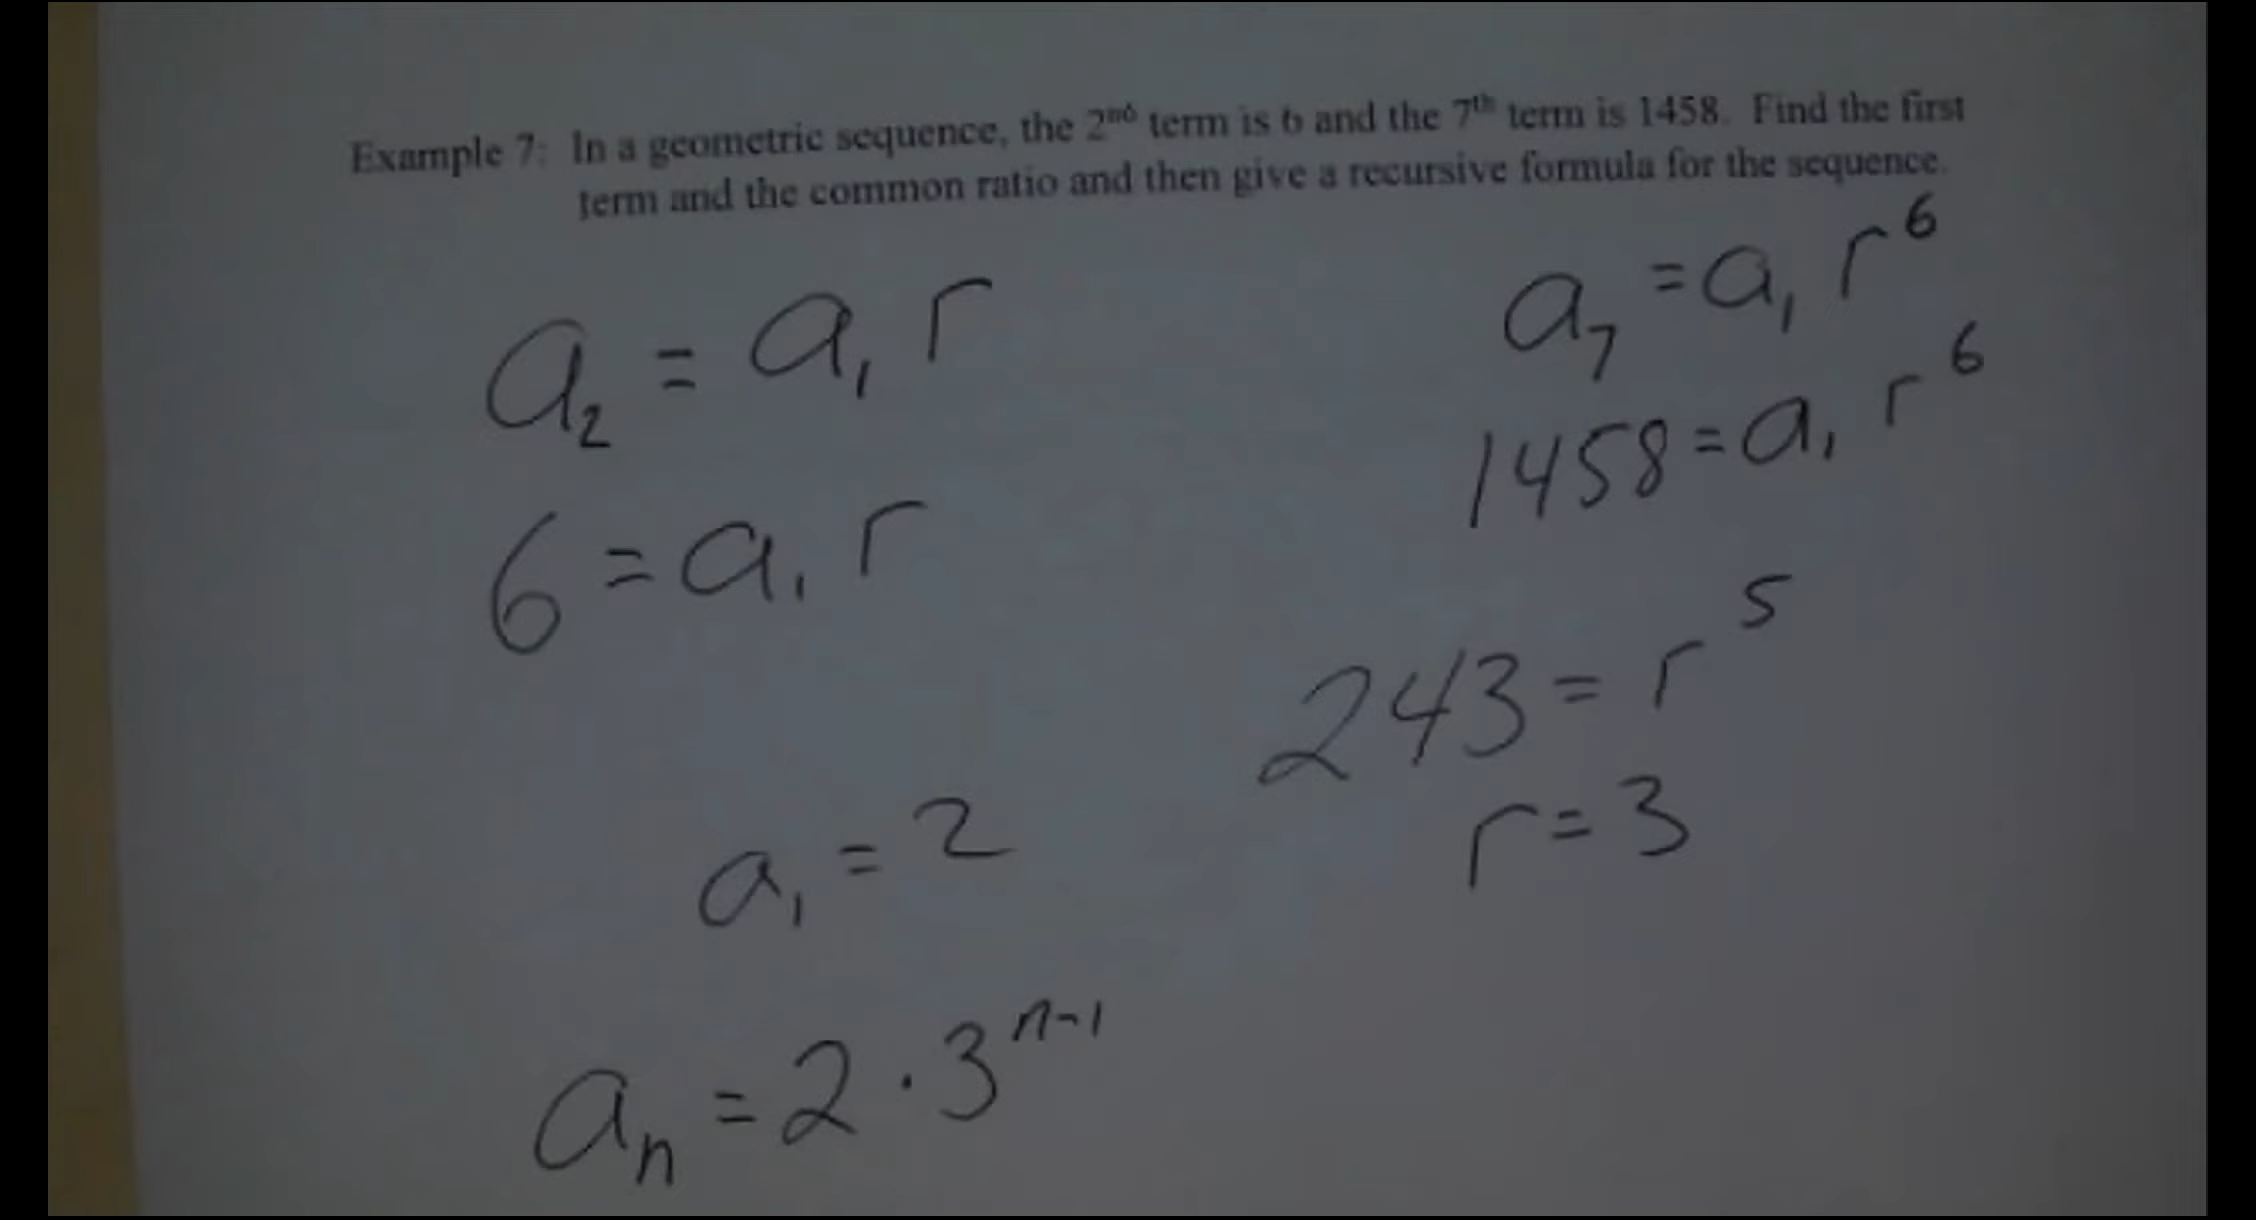 Example 7: In a geometric sequence, the 2nd term is 6 and the 7th term is 1458. Find the first
term and the common ratio and then give a recursive formula for the sequence.
a₂ = a₁ r
6 = a₁ r
a₇ = a₁ r⁶
1458 = a₁ r⁶
243 = r⁵
r = 3
a₁ = 2
aₙ = 2 · 3ⁿ⁻¹